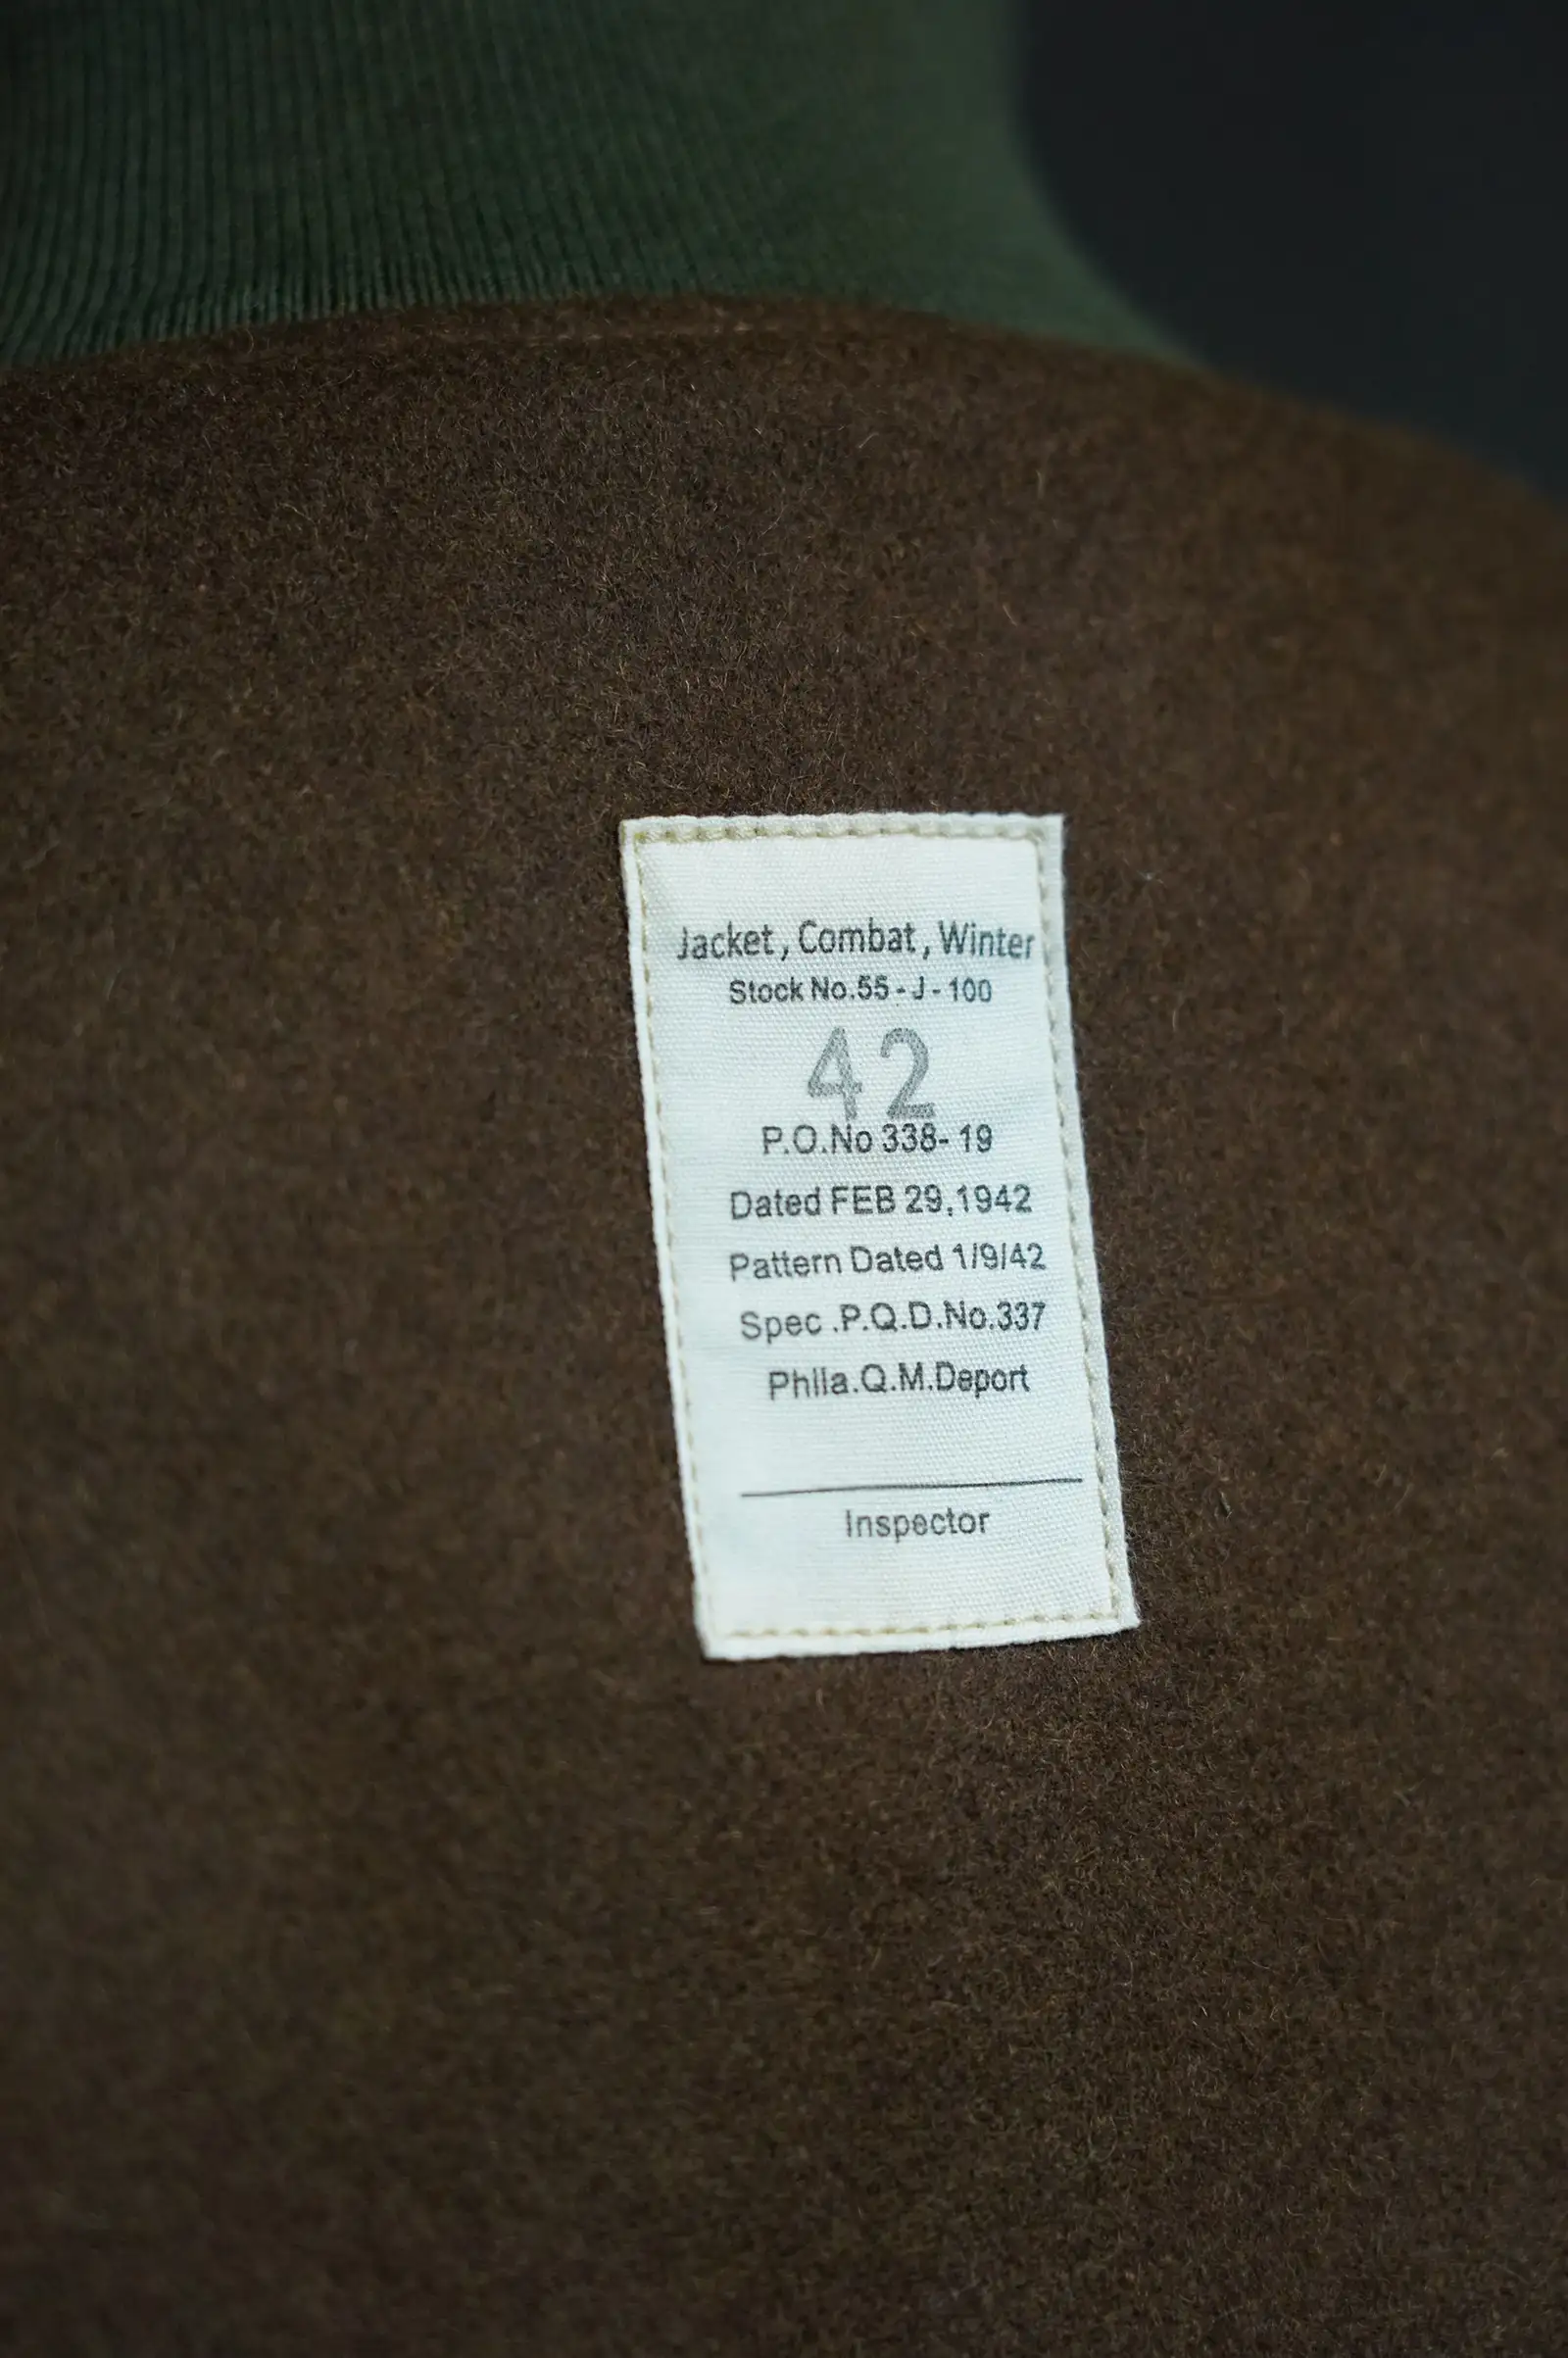 Jacket, Combat, Winter
Stock No.55-J-100
42
P.O.No 338-19
Dated FEB 29,1942
Pattern Dated 1/9/42
Spec .P.Q.D.No.337
Phila.Q.M.Deport
Inspector